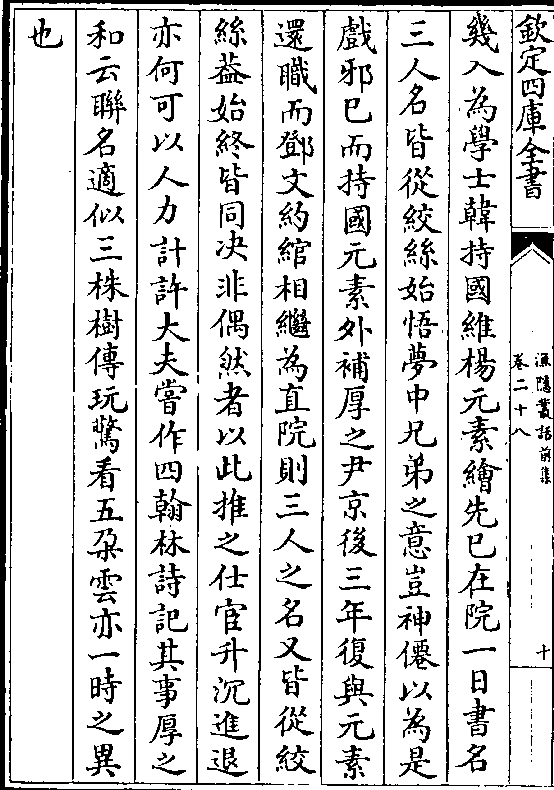 欽定四庫全書
漁隱叢話前集
卷二十八
十
幾入為學士韓持國維楊元素繪先已在院一日書名
三人名皆從絞絲始悟夢中兄弟之意豈神僊以為是
戲邪已而持國元素外補厚之尹京後三年復與元素
還職而鄧文約綰相繼為直院則三人之名又皆從絞
絲葢始終皆同决非偶然者以此推之仕宦升沉進退
亦何可以人力計許大夫嘗作四翰林詩記其事厚之
和云聯名適似三株樹傳玩驚看五朶雲亦一時之異
也